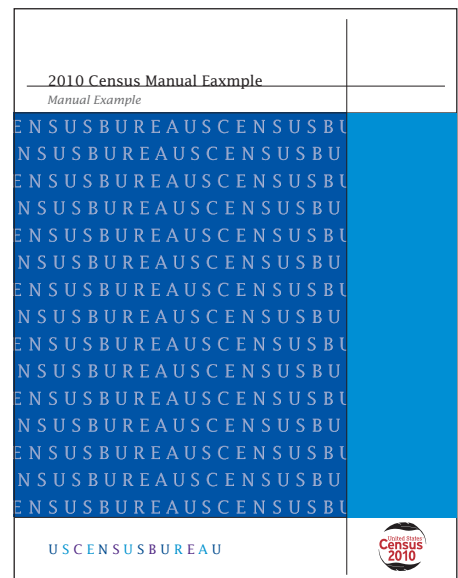 2010 Census Manual Eaxmple
Manual Example
ENSUSBUREAUSCENSUSBU
NSUSBUREAUSCENSUSBU
ENSUSBUREAUSCENSUSBU
NSUSBUREAUSCENSUSBU
ENSUSBUREAUSCENSUSBU
NSUSBUREAUSCENSUSBU
ENSUSBUREAUSCENSUSBU
NSUSBUREAUSCENSUSBU
ENSUSBUREAUSCENSUSBU
NSUSBUREAUSCENSUSBU
ENSUSBUREAUSCENSUSBU
NSUSBUREAUSCENSUSBU
ENSUSBUREAUSCENSUSBU
NSUSBUREAUSCENSUSBU
ENSUSBUREAUSCENSUSBU
USCENSUSBUREAU
United States
Census
2010